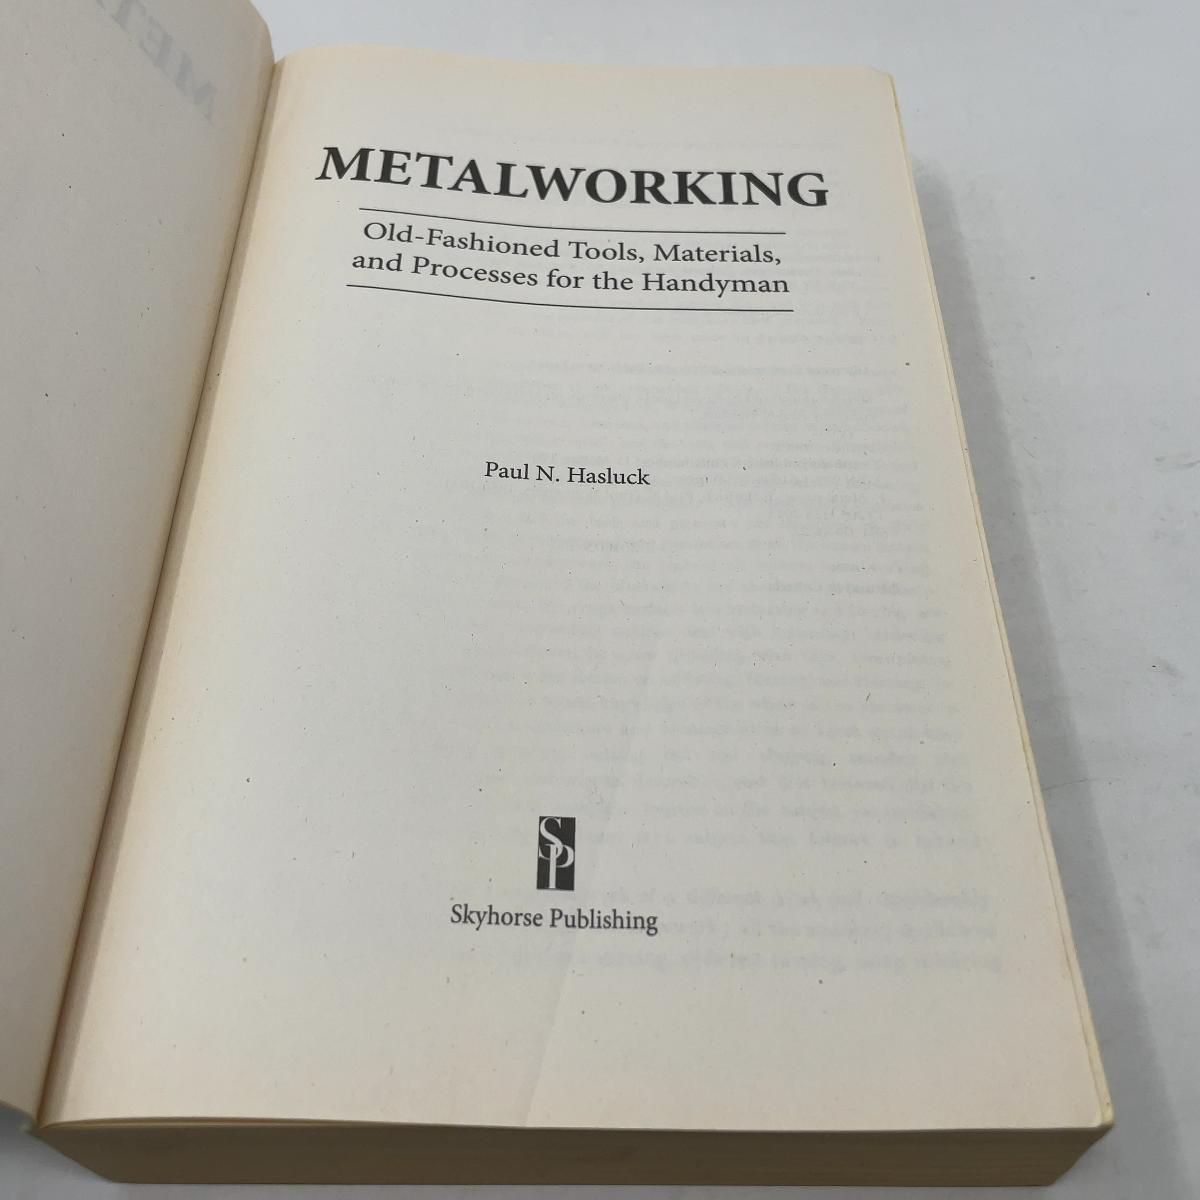 METALWORKING
Old-Fashioned Tools, Materials,
and Processes for the Handyman
Paul N. Hasluck
SP
Skyhorse Publishing